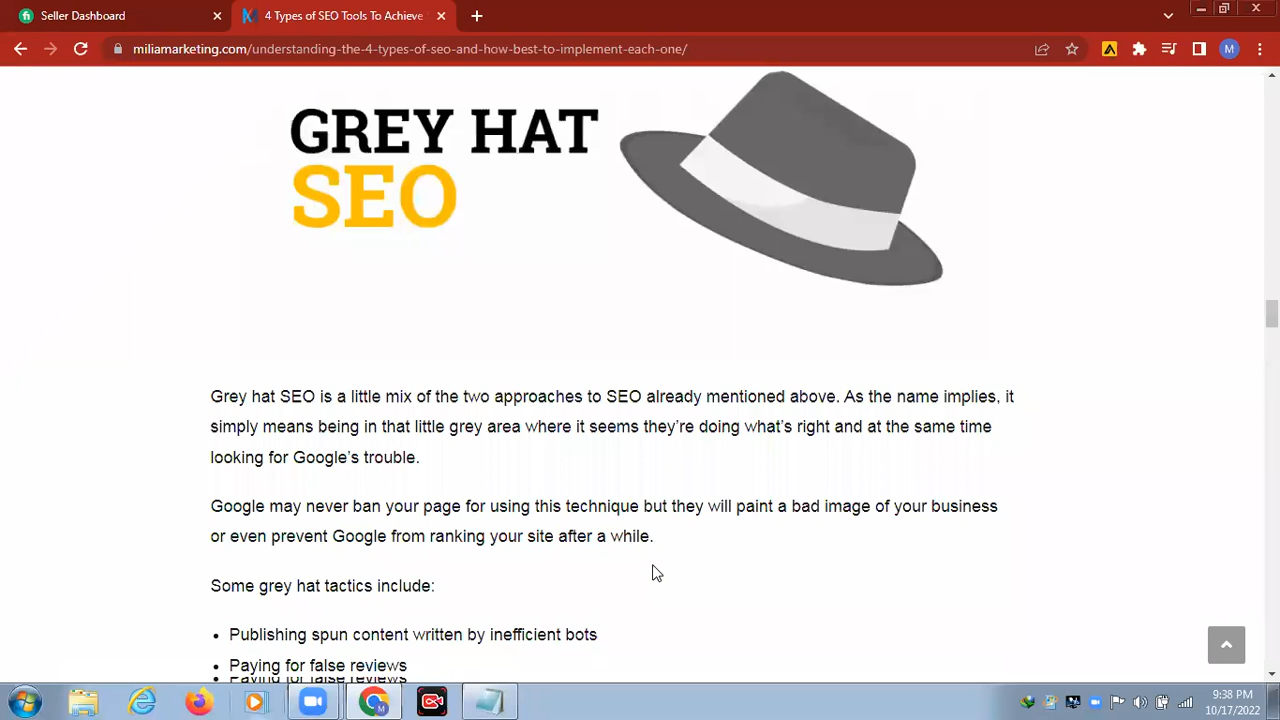 Seller Dashboard
4 Types of SEO Tools To Achieve
miliamarketing.com/understanding-the-4-types-of-seo-and-how-best-to-implement-each-one/
M
GREY HAT
SEO
Grey hat SEO is a little mix of the two approaches to SEO already mentioned above. As the name implies, it
simply means being in that little grey area where it seems they're doing what's right and at the same time
looking for Google's trouble.
Google may never ban your page for using this technique but they will paint a bad image of your business
or even prevent Google from ranking your site after a while.
Some grey hat tactics include:
• Publishing spun content written by inefficient bots
• Paying for false reviews
Paying for false reviews
9:38 PM
10/17/2022